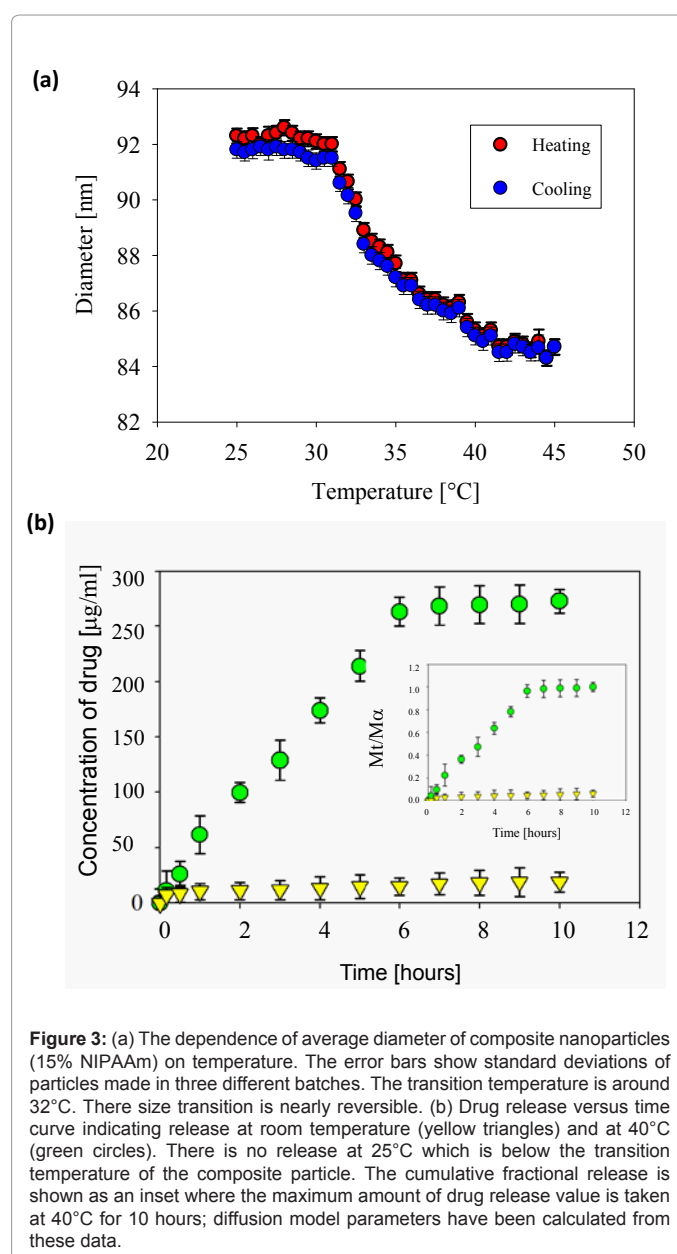 (a)
94
92
90
88
86
84
82
Diameter [nm]
Heating
Cooling
20 25 30 35 40 45 50
Temperature [°C]
(b)
300
250
200
150
100
50
0
Concentration of drug [µg/ml]
1.2
1.0
0.8
0.6
0.4
0.2
0.0
Mt/Mα
0 2 4 6 8 10 12
Time [hours]
0 2 4 6 8 10 12
Time [hours]
Figure 3: (a) The dependence of average diameter of composite nanoparticles
(15% NIPAAm) on temperature. The error bars show standard deviations of
particles made in three different batches. The transition temperature is around
32°C. There size transition is nearly reversible. (b) Drug release versus time
curve indicating release at room temperature (yellow triangles) and at 40°C
(green circles). There is no release at 25°C which is below the transition
temperature of the composite particle. The cumulative fractional release is
shown as an inset where the maximum amount of drug release value is taken
at 40°C for 10 hours; diffusion model parameters have been calculated from
these data.